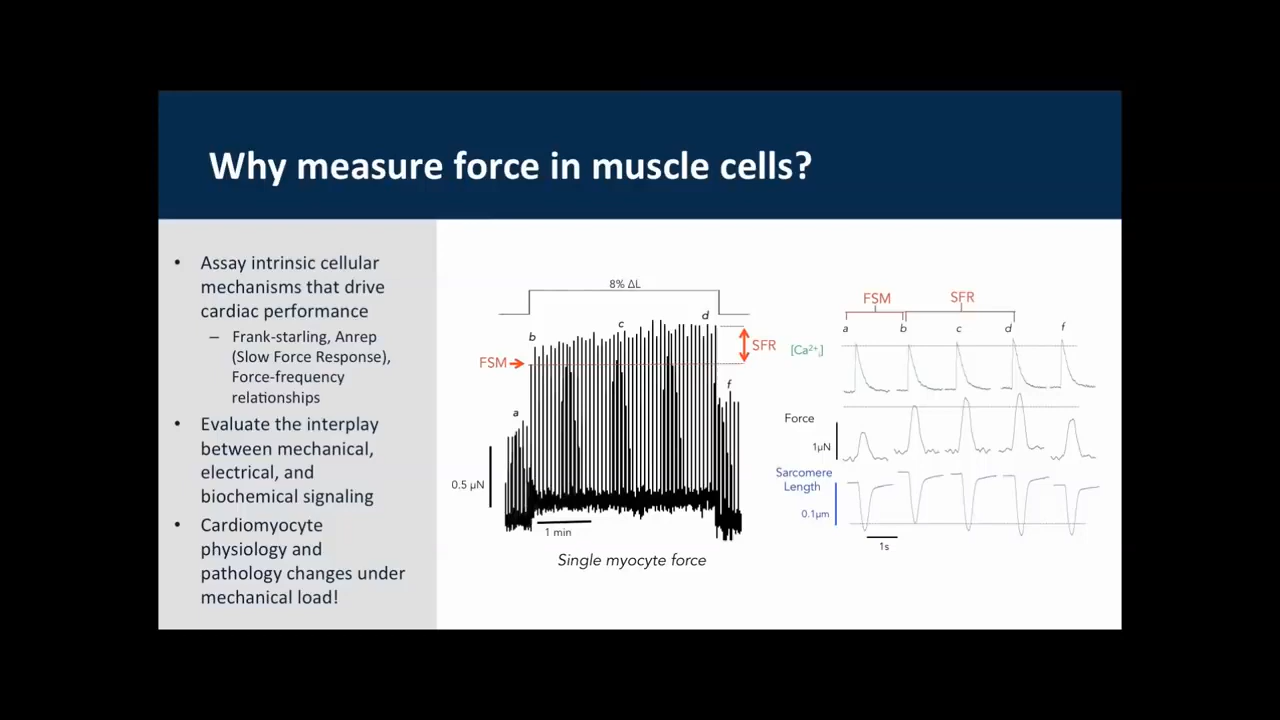 Why measure force in muscle cells?
• Assay intrinsic cellular
mechanisms that drive
cardiac performance
– Frank-starling, Anrep
(Slow Force Response),
Force-frequency
relationships
• Evaluate the interplay
between mechanical,
electrical, and
biochemical signaling
• Cardiomyocyte
physiology and
pathology changes under
mechanical load!
8% ΔL
a
b
c
d
f
FSM
SFR
0.5 µN
1 min
Single myocyte force
FSM
SFR
a
b
c
d
f
[Ca²⁺ᵢ]
Force
1µN
Sarcomere
Length
0.1µm
1s